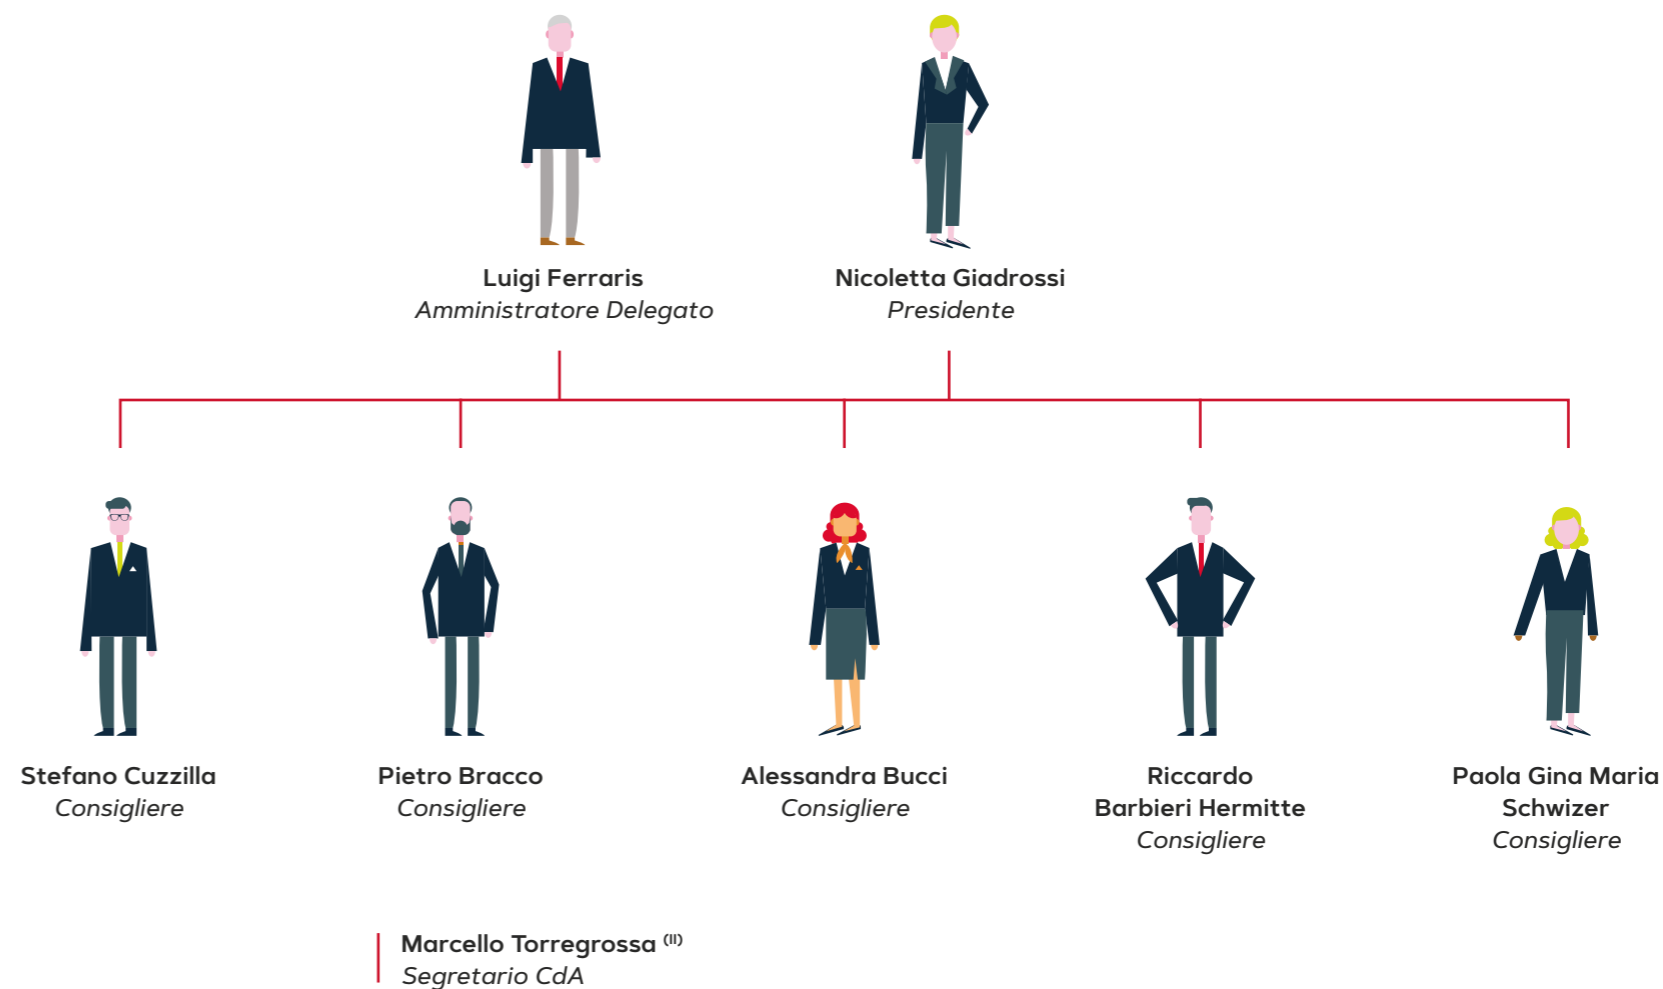 Luigi Ferraris
Amministratore Delegato
Nicoletta Giadrossi
Presidente
Stefano Cuzzilla
Consigliere
Pietro Bracco
Consigliere
Alessandra Bucci
Consigliere
Riccardo
Barbieri Hermitte
Consigliere
Paola Gina Maria
Schwizer
Consigliere
Marcello Torregrossa (II)
Segretario CdA